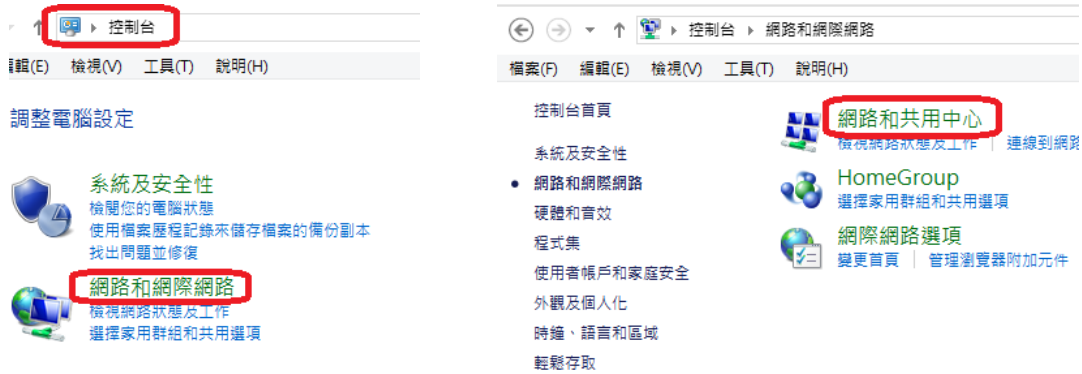 控制台
輯(E) 檢視(V) 工具(T) 說明(H)
調整電腦設定
系統及安全性
檢閱您的電腦狀態
使用檔案歷程記錄來儲存檔案的備份副本
找出問題並修復
網路和網際網路
檢視網路狀態及工作
選擇家用群組和共用選項
控制台 網路和網際網路
檔案(F) 編輯(E) 檢視(V) 工具(T) 說明(H)
控制台首頁
系統及安全性
• 網路和網際網路
硬體和音效
程式集
使用者帳戶和家庭安全
外觀及個人化
時鐘、語言和區域
輕鬆存取
網路和共用中心
檢視網路狀態及工作 | 連線到網路
HomeGroup
選擇家用群組和共用選項
網際網路選項
變更首頁 | 管理瀏覽器附加元件